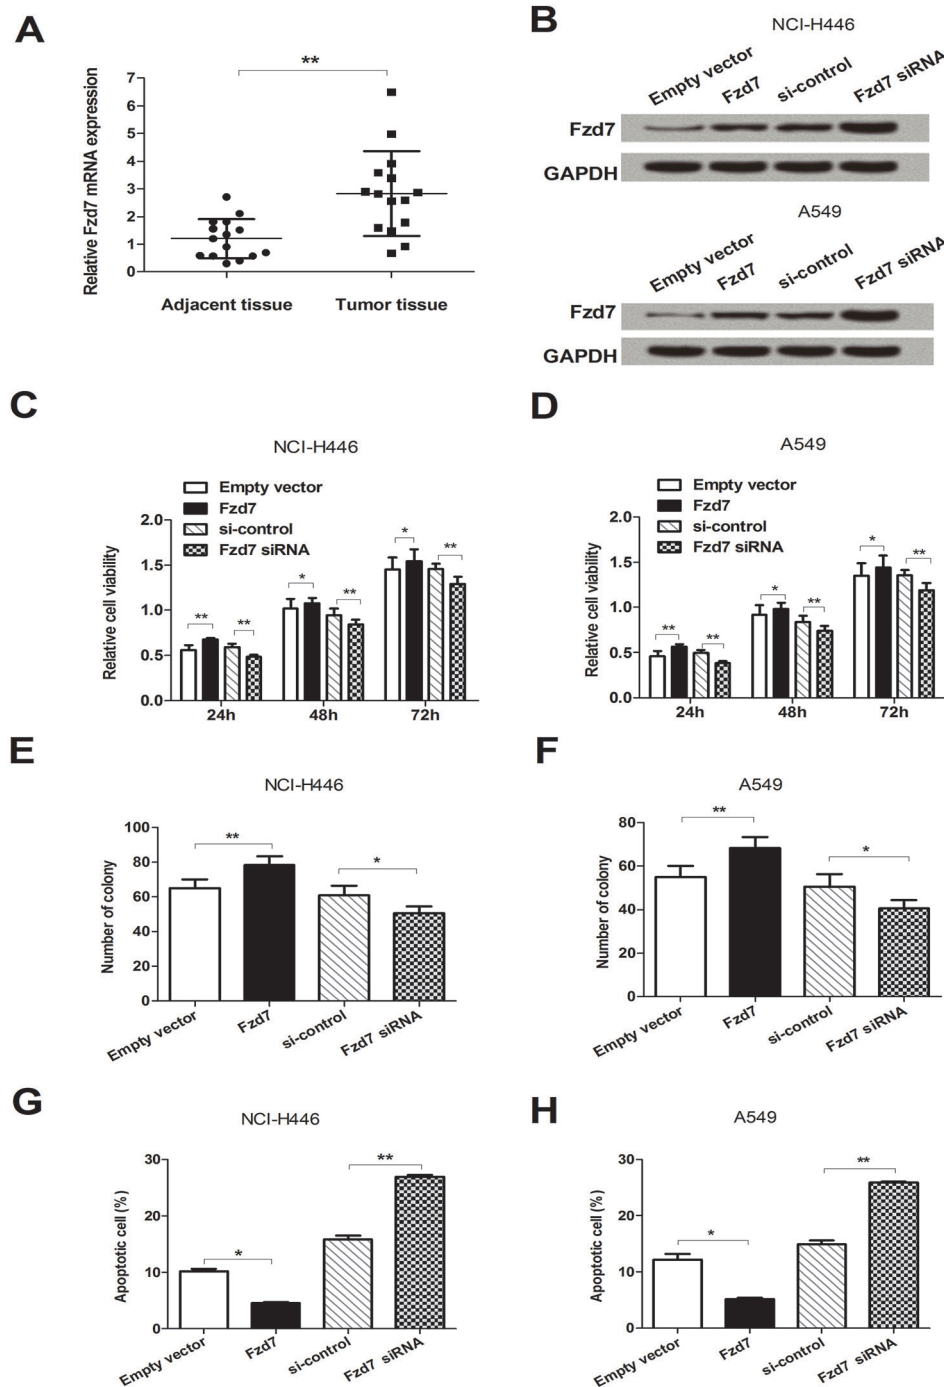 A
**
Relative Fzd7 mRNA expression
7
6
5
4
3
2
1
0
Adjacent tissue Tumor tissue
B
NCI-H446
Empty vector Fzd7 si-control Fzd7 siRNA
Fzd7
GAPDH
A549
Empty vector Fzd7 si-control Fzd7 siRNA
Fzd7
GAPDH
C
NCI-H446
Empty vector
Fzd7
si-control
Fzd7 siRNA
Relative cell viability
2.0
1.5
1.0
0.5
0.0
** **
* **
* **
24h 48h 72h
D
A549
Empty vector
Fzd7
si-control
Fzd7 siRNA
Relative cell viability
2.0
1.5
1.0
0.5
0.0
** **
* **
* **
24h 48h 72h
E
NCI-H446
Number of colony
100
80
60
40
20
0
** *
Empty vector Fzd7 si-control Fzd7 siRNA
F
A549
Number of colony
80
60
40
20
0
** *
Empty vector Fzd7 si-control Fzd7 siRNA
G
NCI-H446
Apoptotic cell (%)
30
20
10
0
* **
Empty vector Fzd7 si-control Fzd7 siRNA
H
A549
Apoptotic cell (%)
30
20
10
0
* **
Empty vector Fzd7 si-control Fzd7 siRNA